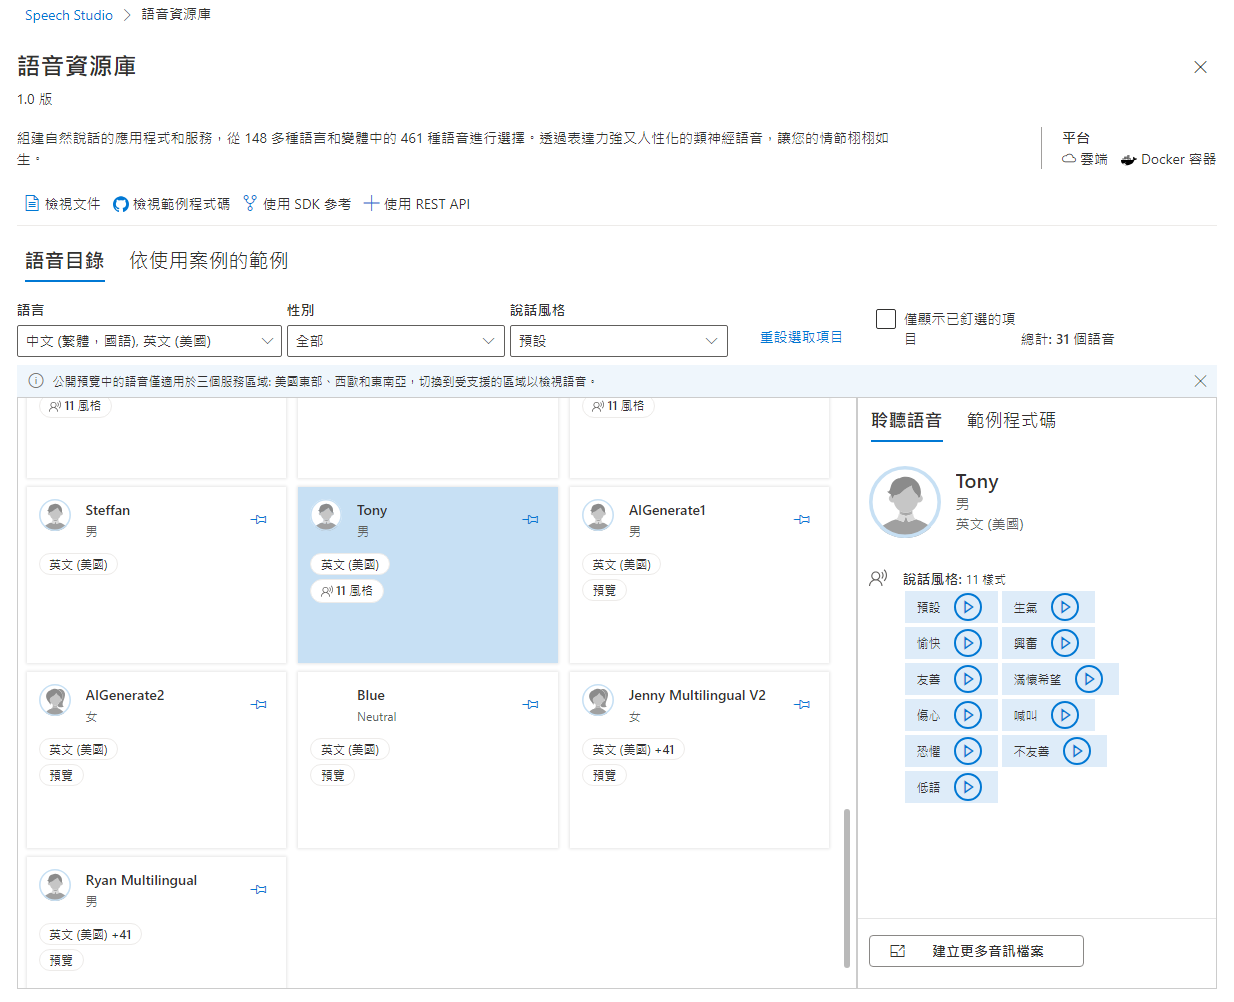 Speech Studio > 語音資源庫
語音資源庫
1.0 版
組建自然說話的應用程式和服務，從 148 多種語言和變體中的 461 種語音進行選擇。透過表達力強又人性化的類神經語音，讓您的情節栩栩如
生。
平台
雲端 Docker 容器
檢視文件 檢視範例程式碼 使用 SDK 參考 使用 REST API
語音目錄 依使用案例的範例
語言 性別 說話風格
中文 (繁體，國語), 英文 (美國) 全部 預設 重設選取項目
僅顯示已釘選的項
目
總計: 31 個語音
公開預覽中的語音僅適用於三個服務區域: 美國東部、西歐和東南亞，切換到受支援的區域以檢視語音。
11 風格 11 風格
Steffan
男
英文 (美國)
Tony
男
英文 (美國)
11 風格
AIGenerate1
男
英文 (美國)
預覽
AIGenerate2
女
英文 (美國)
預覽
Blue
Neutral
英文 (美國)
預覽
Jenny Multilingual V2
女
英文 (美國) +41
預覽
Ryan Multilingual
男
英文 (美國) +41
預覽
聆聽語音 範例程式碼
Tony
男
英文 (美國)
說話風格: 11 樣式
預設 生氣
愉快 興奮
友善 滿懷希望
傷心 喊叫
恐懼 不友善
低語
建立更多音訊檔案